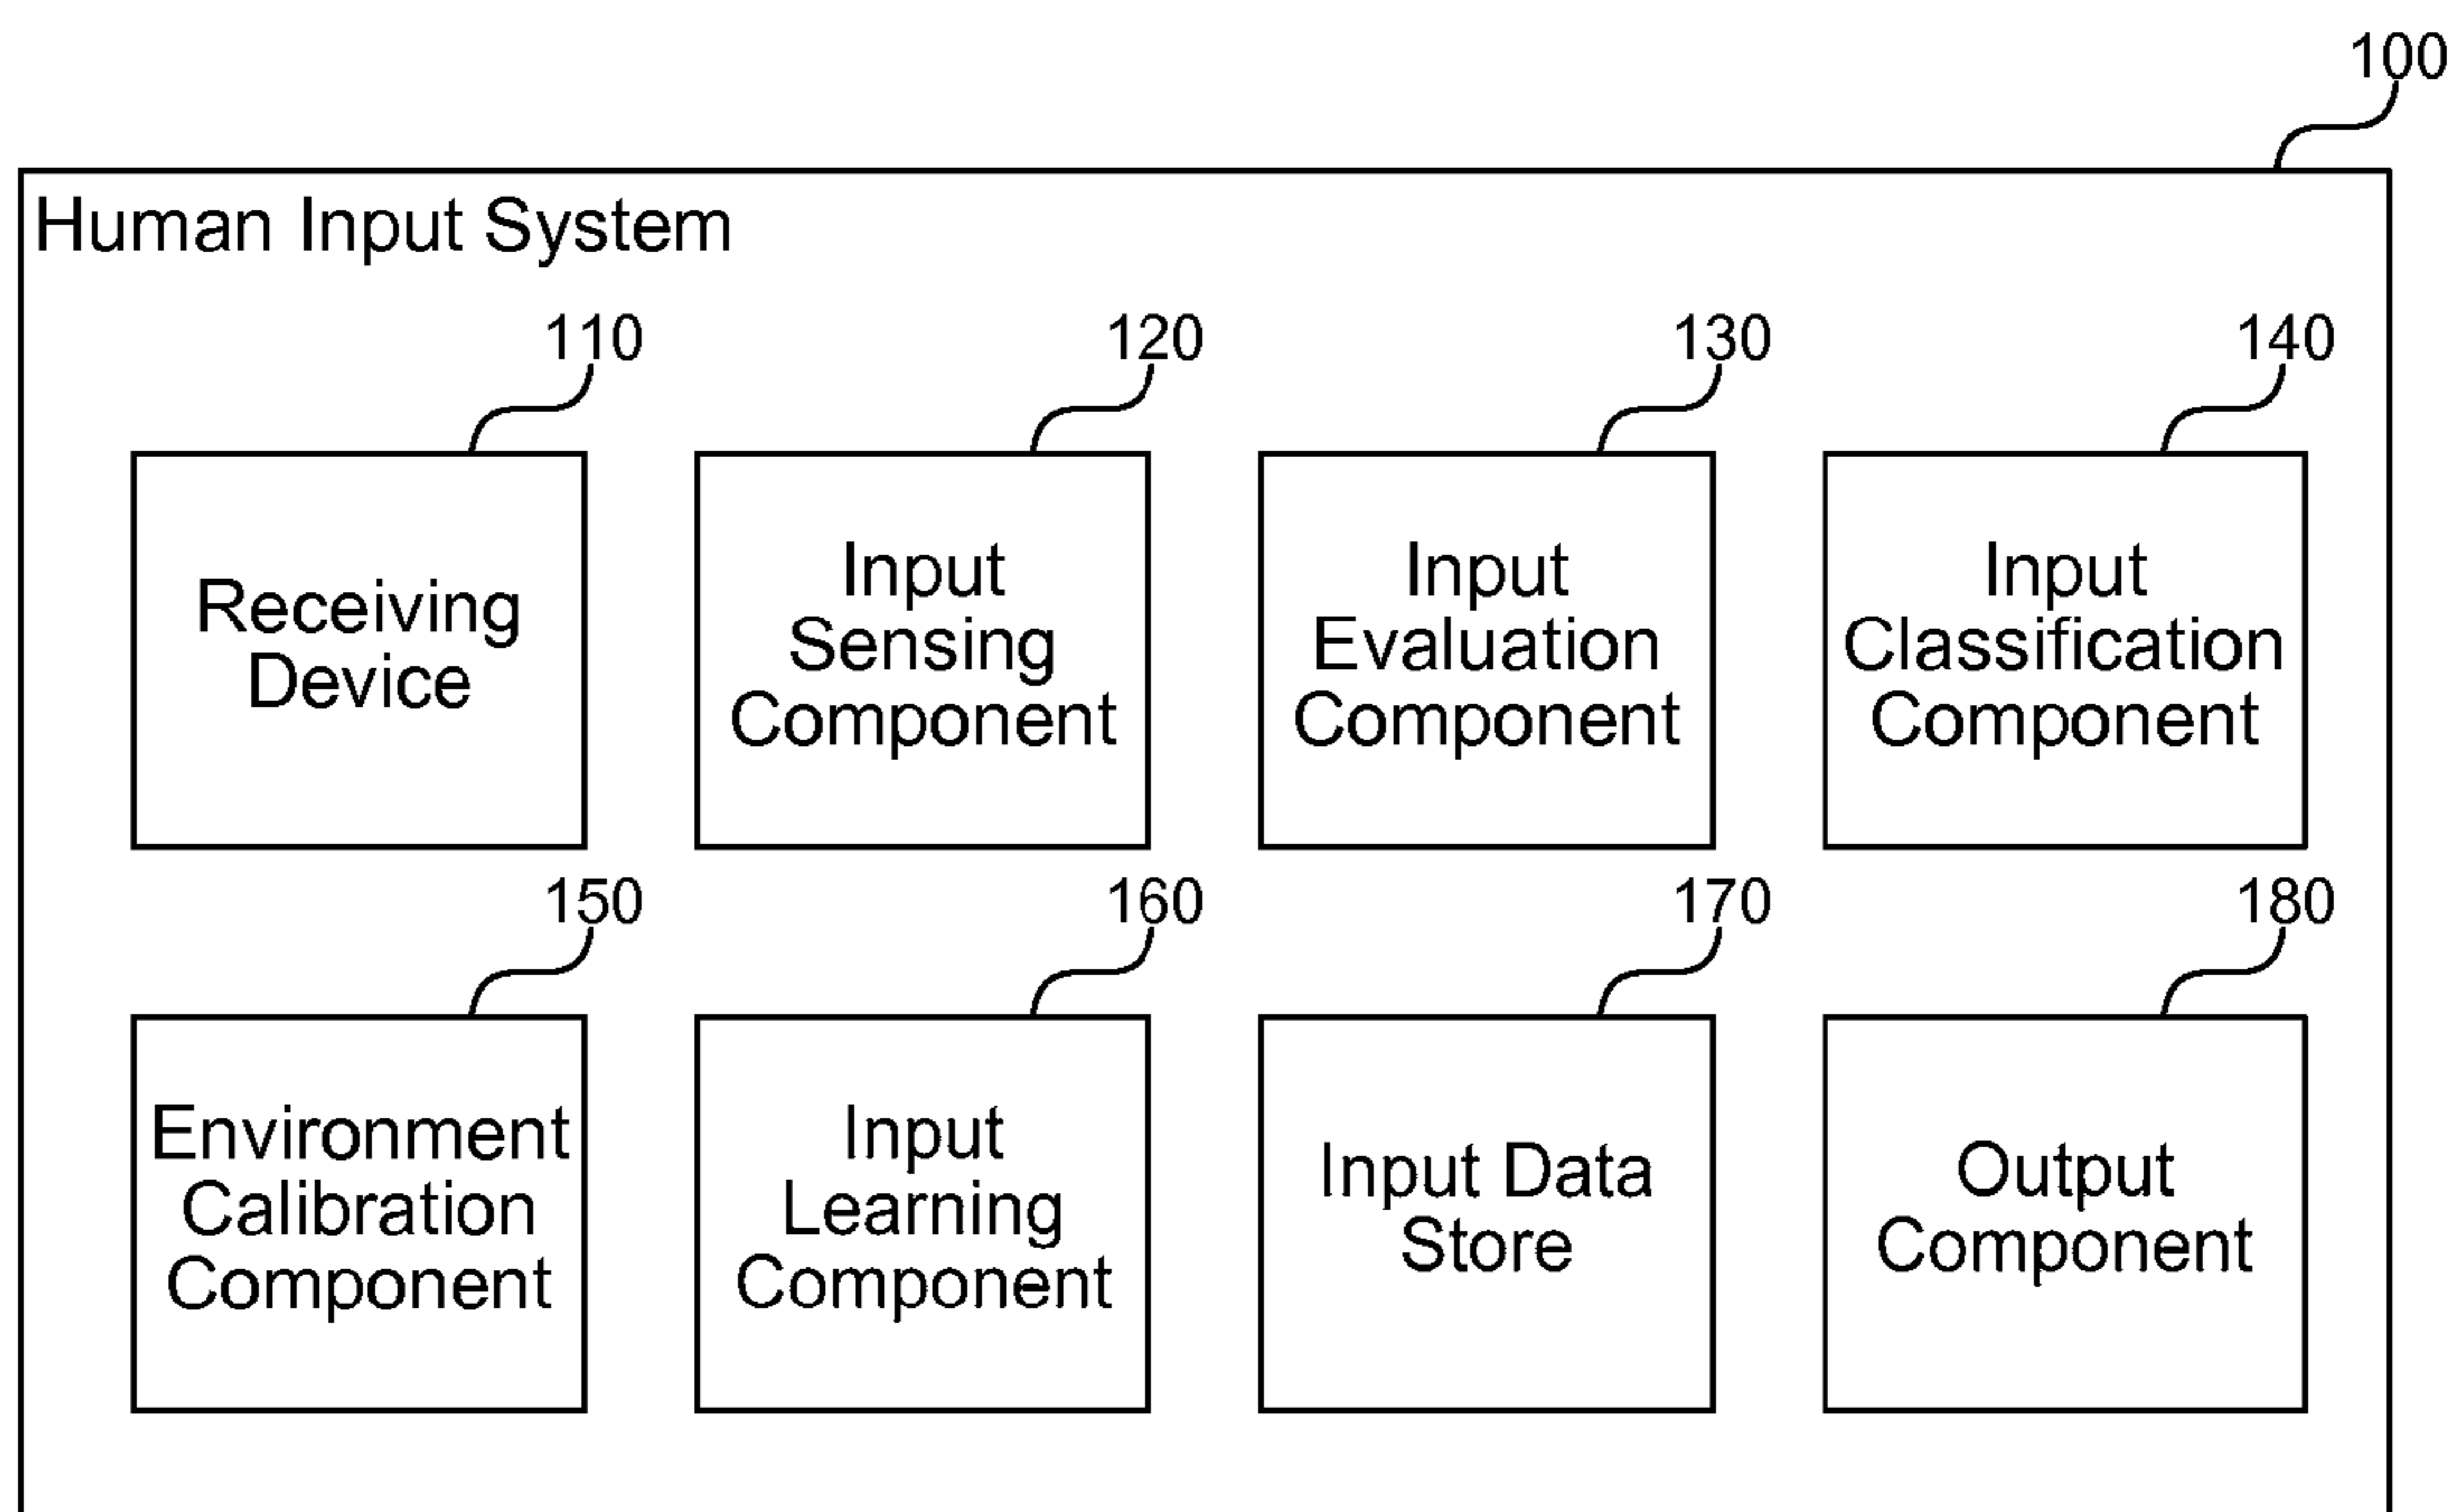 100
Human Input System
110
120
130
140
Receiving
Device
Input
Sensing
Component
Input
Evaluation
Component
Input
Classification
Component
150
160
170
180
Environment
Calibration
Component
Input
Learning
Component
Input Data
Store
Output
Component